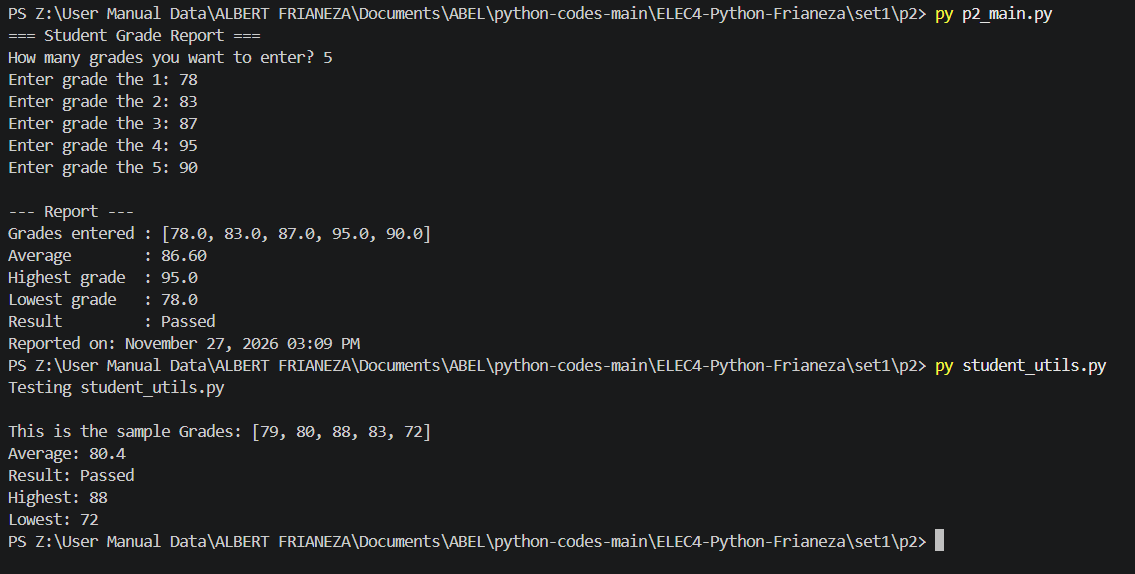 PS Z:\User Manual Data\ALBERT FRIANEZA\Documents\ABEL\python-codes-main\ELEC4-Python-Frianeza\set1\p2> py p2_main.py
=== Student Grade Report ===
How many grades you want to enter? 5
Enter grade the 1: 78
Enter grade the 2: 83
Enter grade the 3: 87
Enter grade the 4: 95
Enter grade the 5: 90

--- Report ---
Grades entered : [78.0, 83.0, 87.0, 95.0, 90.0]
Average        : 86.60
Highest grade  : 95.0
Lowest grade   : 78.0
Result         : Passed
Reported on: November 27, 2026 03:09 PM
PS Z:\User Manual Data\ALBERT FRIANEZA\Documents\ABEL\python-codes-main\ELEC4-Python-Frianeza\set1\p2> py student_utils.py
Testing student_utils.py

This is the sample Grades: [79, 80, 88, 83, 72]
Average: 80.4
Result: Passed
Highest: 88
Lowest: 72
PS Z:\User Manual Data\ALBERT FRIANEZA\Documents\ABEL\python-codes-main\ELEC4-Python-Frianeza\set1\p2>